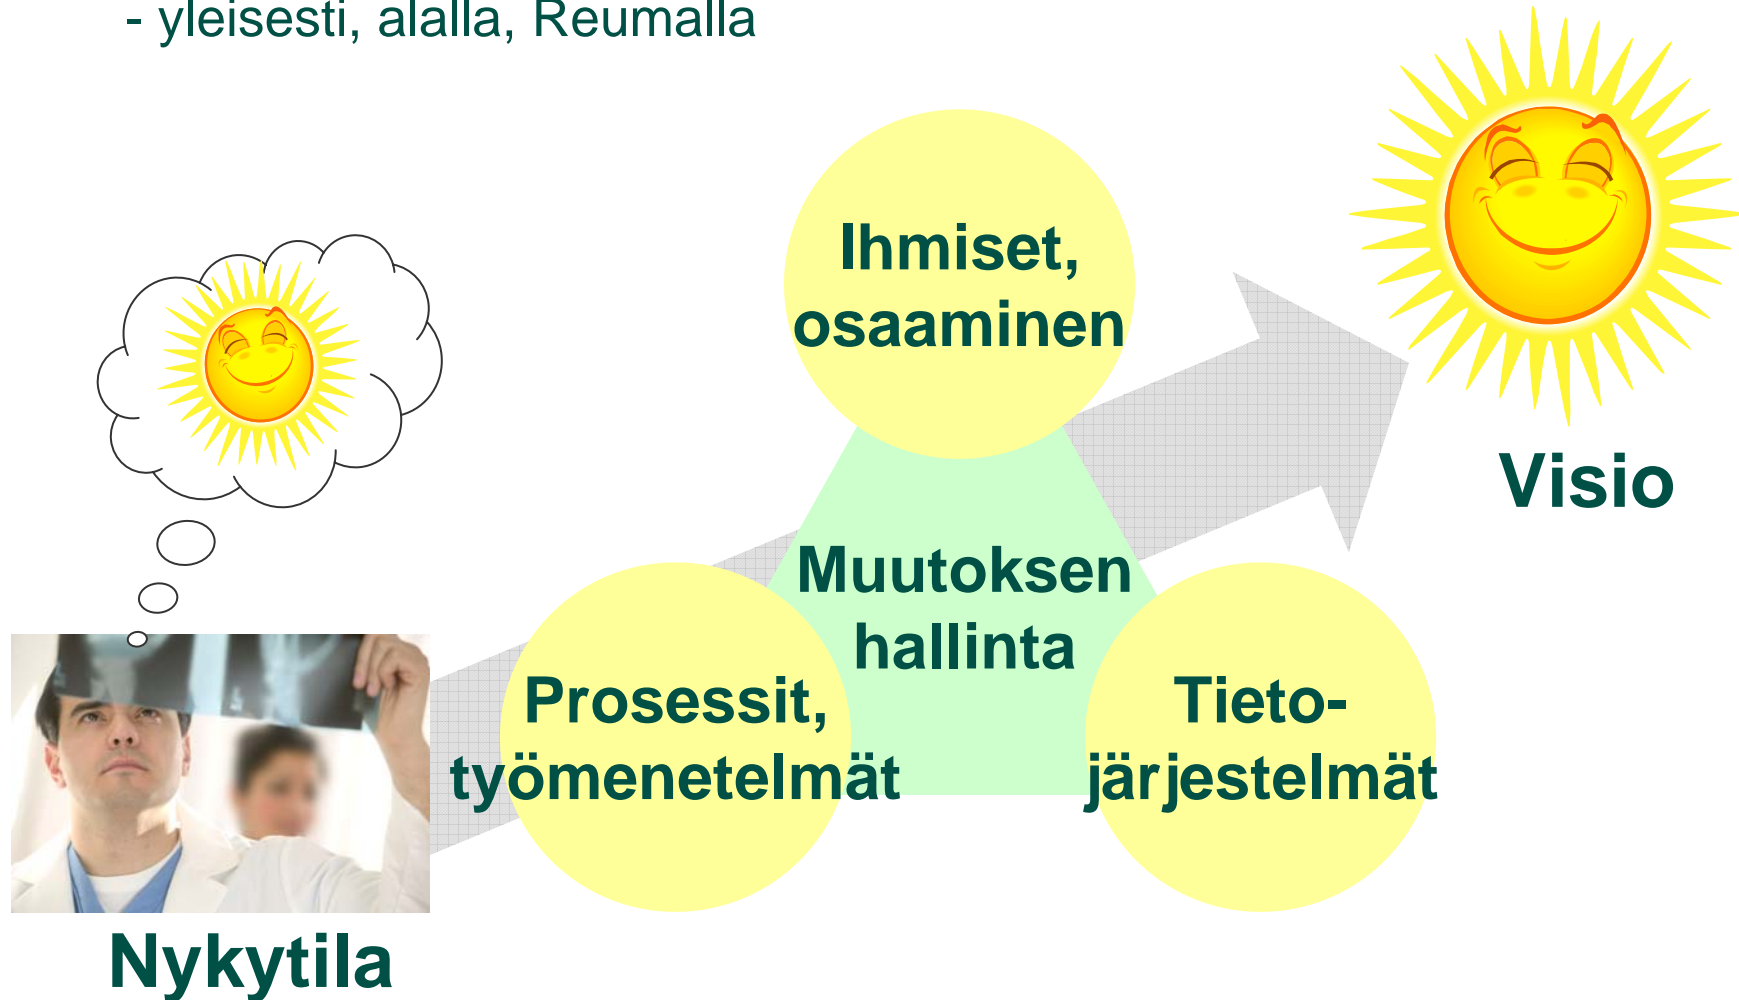 - yleisesti, alalla, Reumalla
Ihmiset,
osaaminen
Visio
Muutoksen
hallinta
Prosessit,
työmenetelmät
Tieto-
järjestelmät
Nykytila